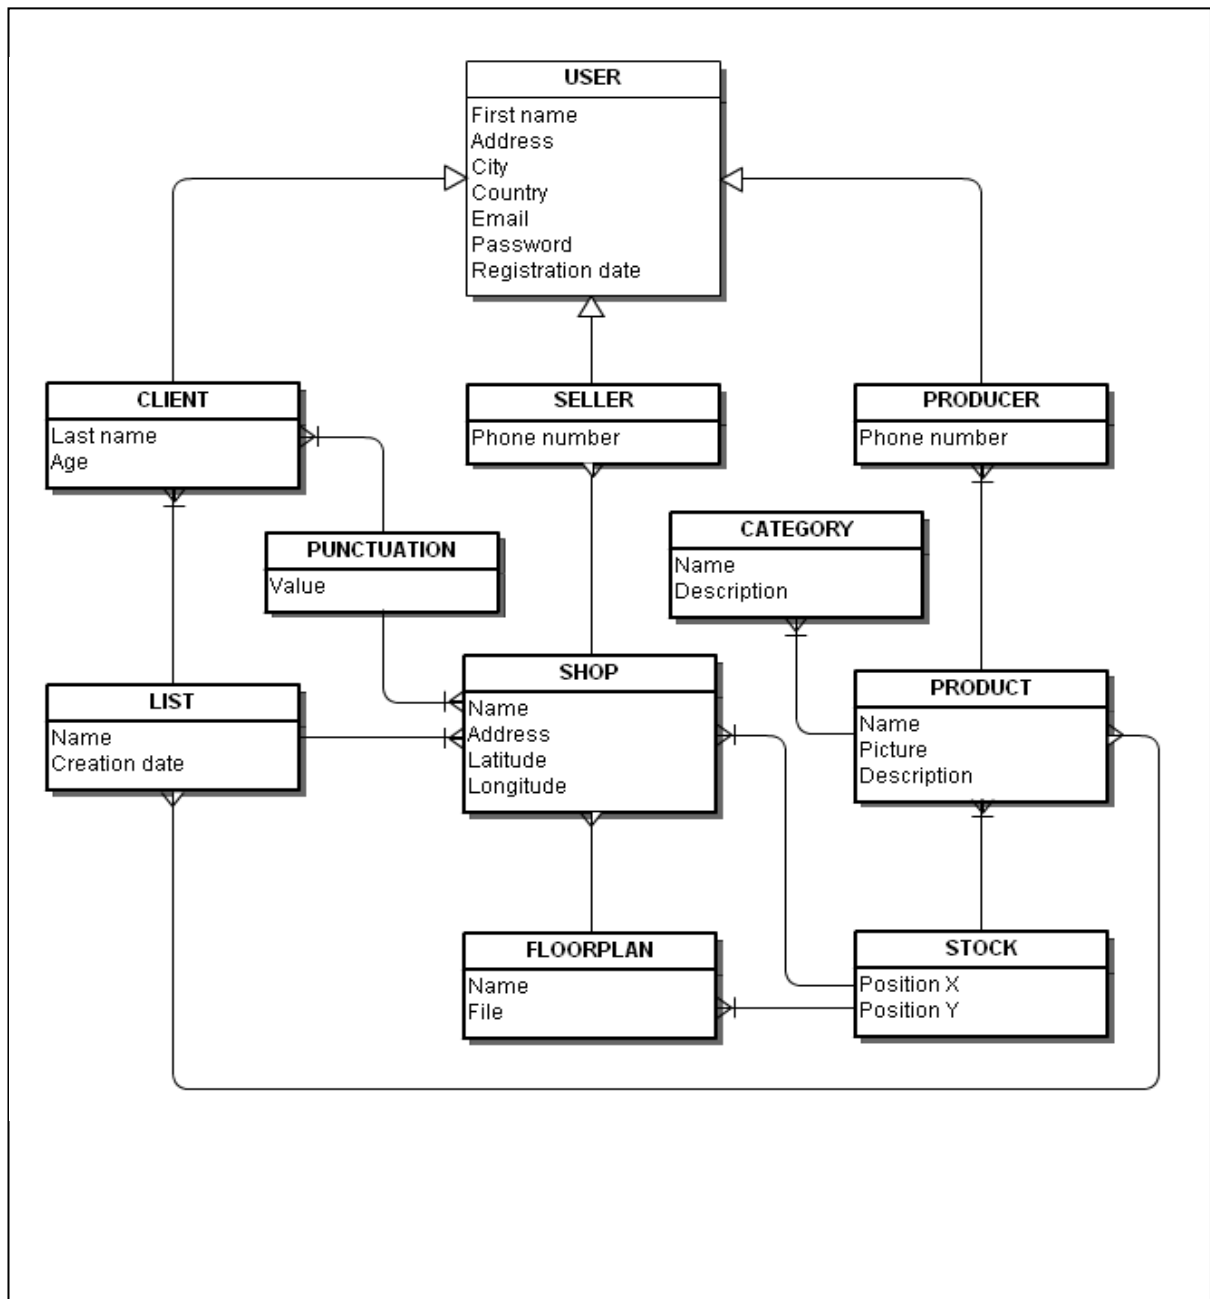 USER
First name
Address
City
Country
Email
Password
Registration date
CLIENT
Last name
Age
SELLER
Phone number
PRODUCER
Phone number
PUNCTUATION
Value
CATEGORY
Name
Description
LIST
Name
Creation date
SHOP
Name
Address
Latitude
Longitude
PRODUCT
Name
Picture
Description
FLOORPLAN
Name
File
STOCK
Position X
Position Y